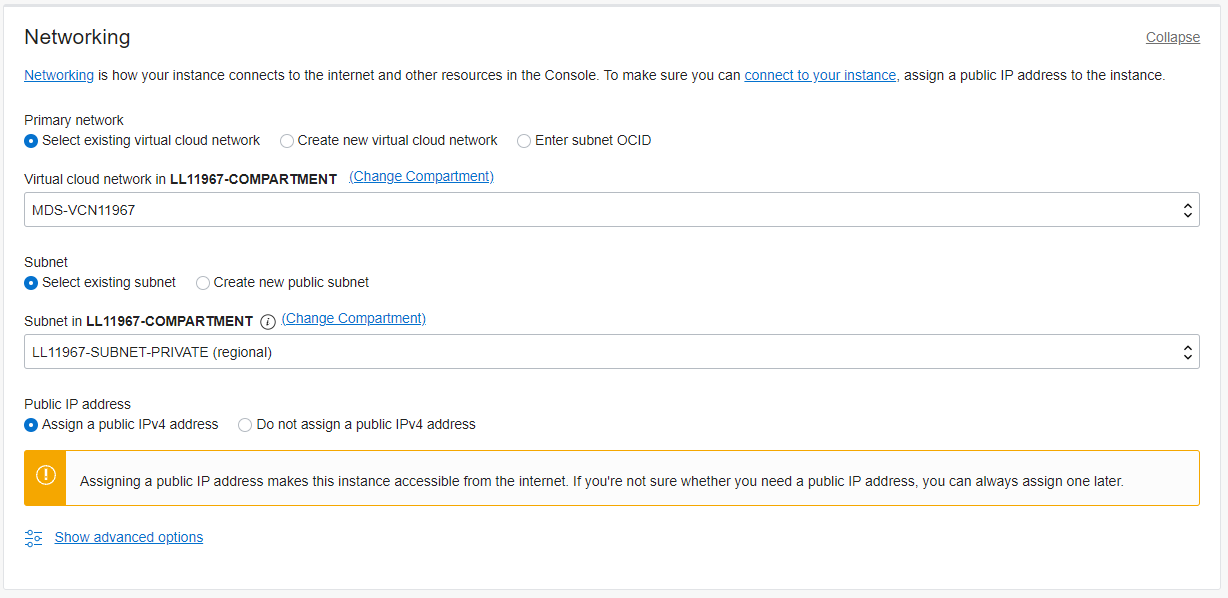 Networking
Collapse
Networking is how your instance connects to the internet and other resources in the Console. To make sure you can connect to your instance, assign a public IP address to the instance.
Primary network
Select existing virtual cloud network Create new virtual cloud network Enter subnet OCID
Virtual cloud network in LL11967-COMPARTMENT (Change Compartment)
MDS-VCN11967
Subnet
Select existing subnet Create new public subnet
Subnet in LL11967-COMPARTMENT i (Change Compartment)
LL11967-SUBNET-PRIVATE (regional)
Public IP address
Assign a public IPv4 address Do not assign a public IPv4 address
Assigning a public IP address makes this instance accessible from the internet. If you're not sure whether you need a public IP address, you can always assign one later.
Show advanced options